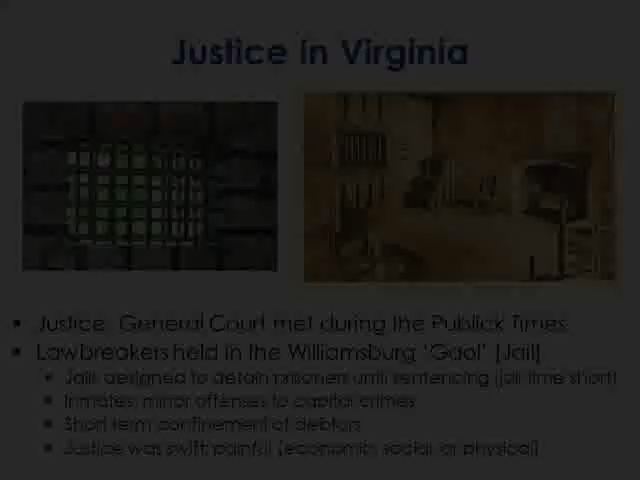 Justice in Virginia
Justice: General Court met during the Publick Times
Lawbreakers held in the Williamsburg 'Gaol' (Jail)
Jails designed to detain prisoners until sentencing (jail time short)
Inmates: minor offenses to capital crimes
Short term confinement of debtors
Justice was swift; painful (economic, social, or physical)